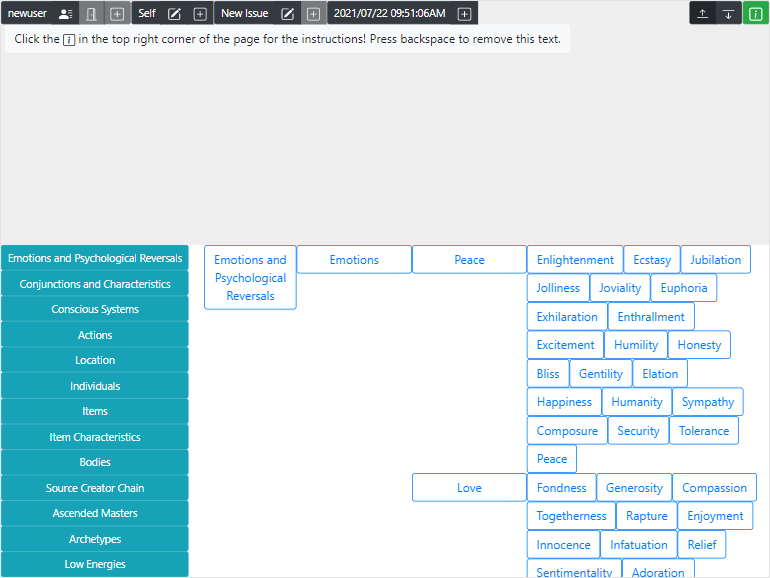 newuser Self New Issue 2021/07/22 09:51:06AM
Click the i in the top right corner of the page for the instructions! Press backspace to remove this text.
Emotions and Psychological Reversals
Conjunctions and Characteristics
Conscious Systems
Actions
Location
Individuals
Items
Item Characteristics
Bodies
Source Creator Chain
Ascended Masters
Archetypes
Low Energies
Emotions and
Psychological
Reversals
Emotions
Peace
Enlightenment Ecstasy Jubilation
Jolliness Joviality Euphoria
Exhilaration Enthrallment
Excitement Humility Honesty
Bliss Gentility Elation
Happiness Humanity Sympathy
Composure Security Tolerance
Peace
Love
Fondness Generosity Compassion
Togetherness Rapture Enjoyment
Innocence Infatuation Relief
Sentimentality Adoration